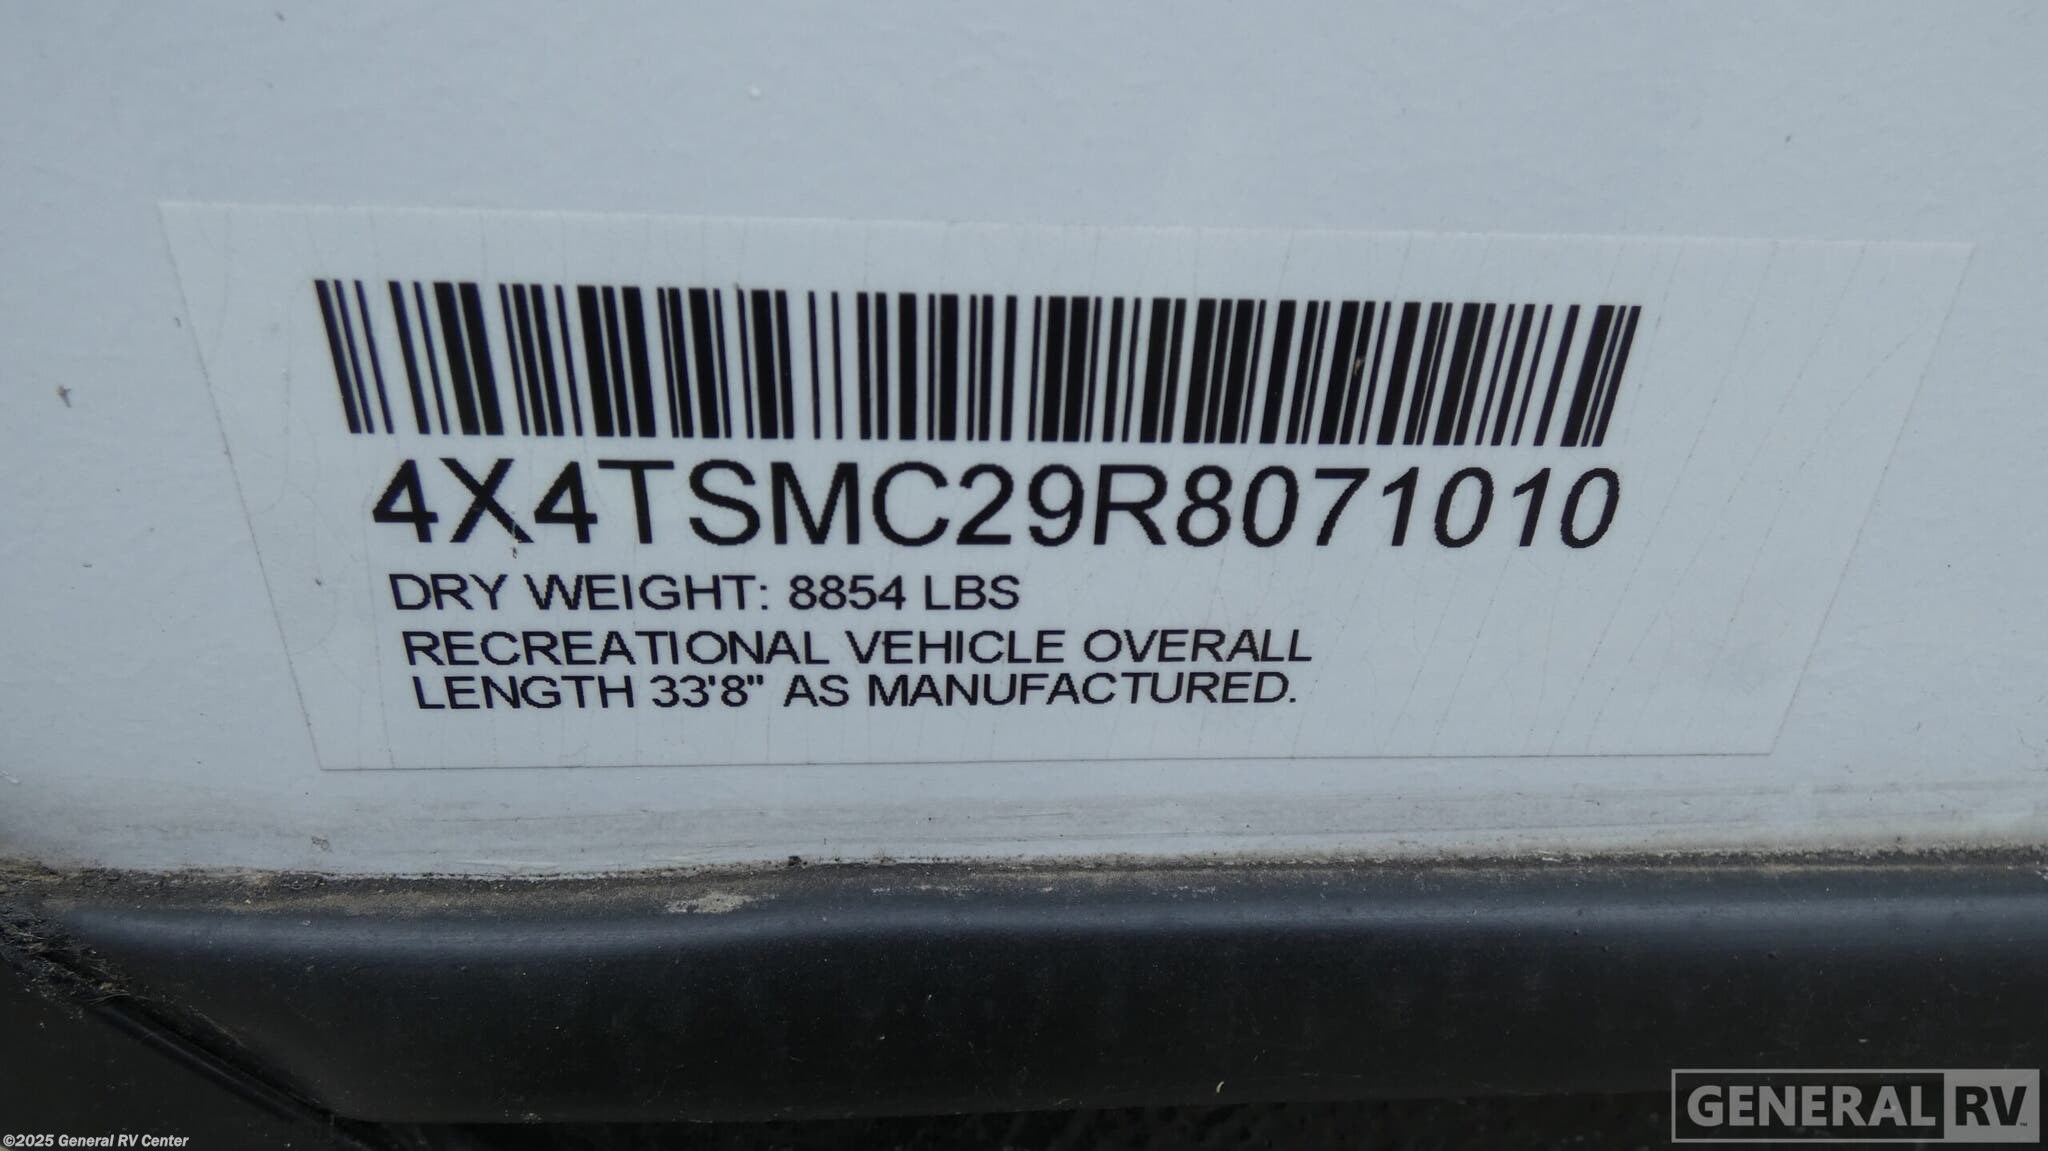 4X4TSMC29R8071010
DRY WEIGHT: 8854 LBS
RECREATIONAL VEHICLE OVERALL
LENGTH 33'8" AS MANUFACTURED.
GENERAL RV
©2025 General RV Center